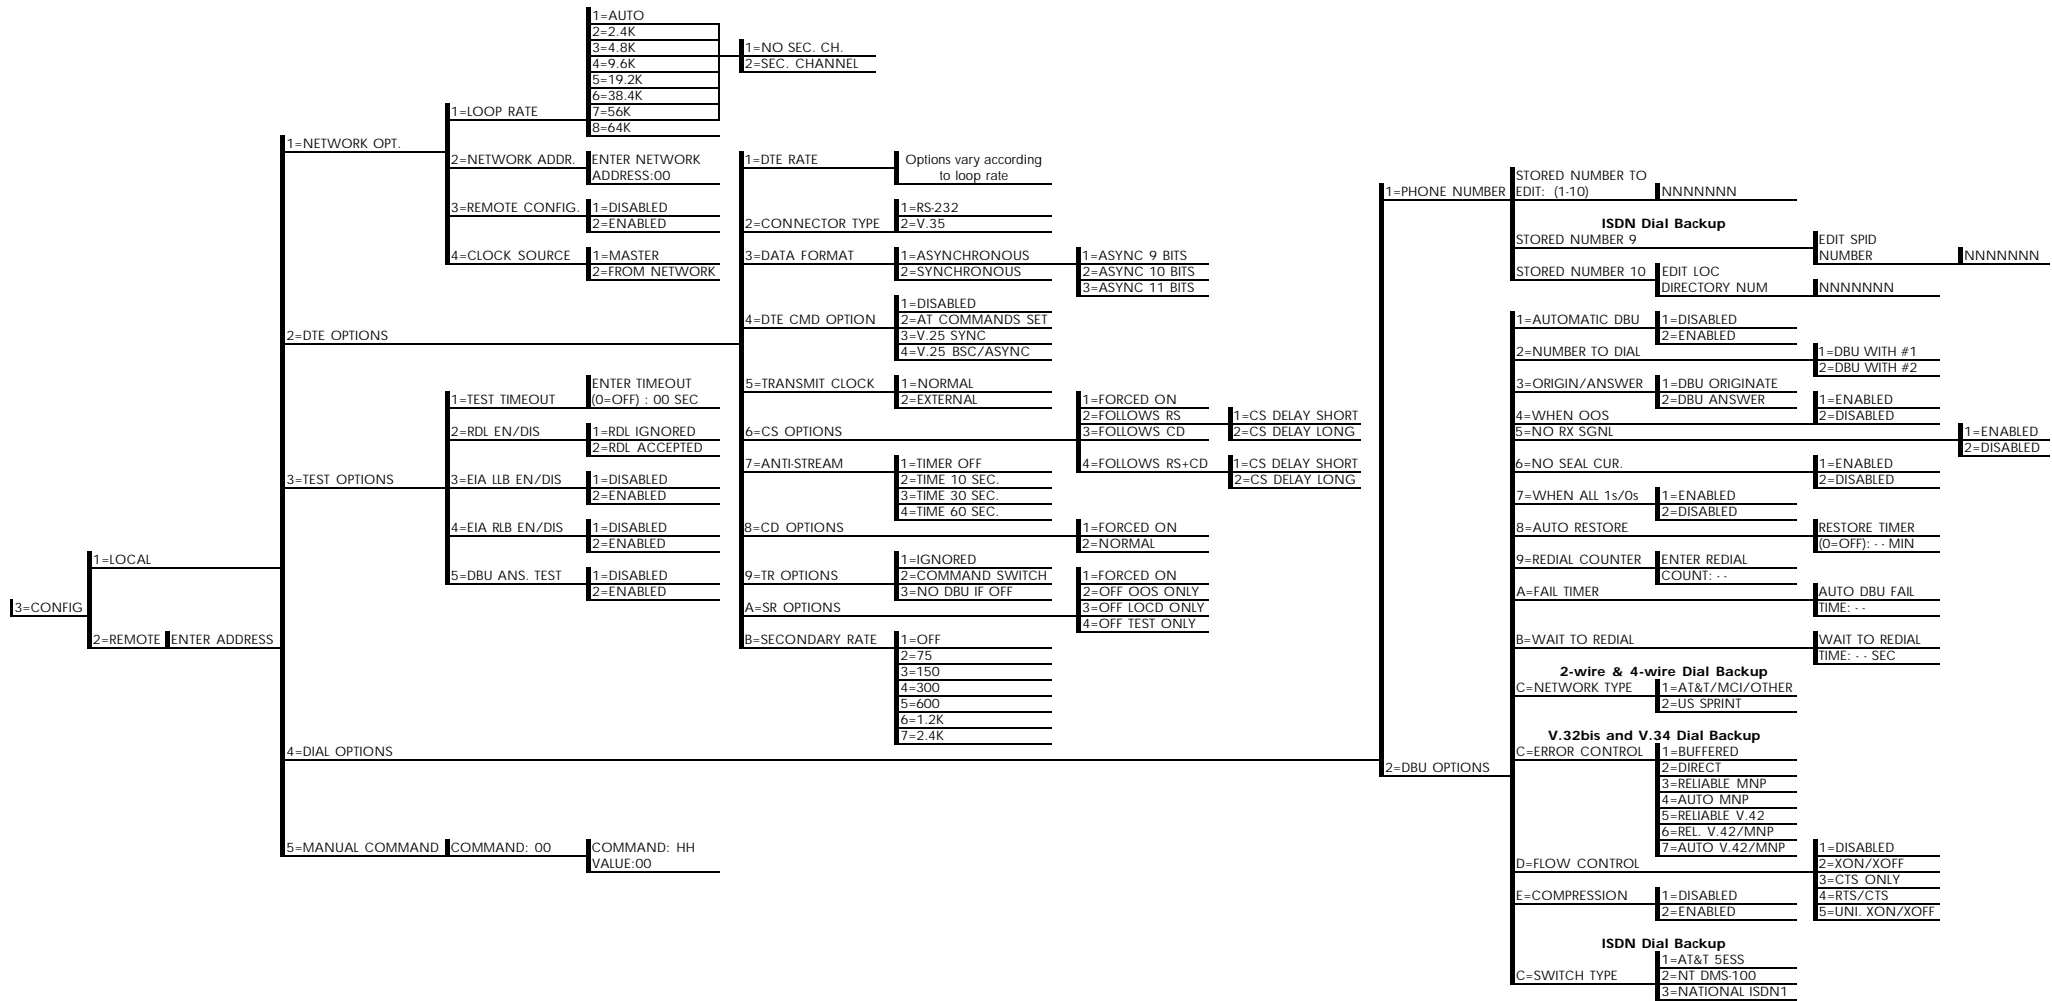 3=CONFIG
1=LOCAL
2=REMOTE
ENTER ADDRESS
1=NETWORK OPT.
1=LOOP RATE
1=AUTO
2=2.4K
3=4.8K
4=9.6K
5=19.2K
6=38.4K
7=56K
8=64K
1=NO SEC. CH.
2=SEC. CHANNEL
2=NETWORK ADDR.
ENTER NETWORK
ADDRESS:00
3=REMOTE CONFIG.
1=DISABLED
2=ENABLED
4=CLOCK SOURCE
1=MASTER
2=FROM NETWORK
2=DTE OPTIONS
1=DTE RATE
Options vary according
to loop rate
2=CONNECTOR TYPE
1=RS-232
2=V.35
3=DATA FORMAT
1=ASYNCHRONOUS
2=SYNCHRONOUS
1=ASYNC 9 BITS
2=ASYNC 10 BITS
3=ASYNC 11 BITS
4=DTE CMD OPTION
1=DISABLED
2=AT COMMANDS SET
3=V.25 SYNC
4=V.25 BSC/ASYNC
5=TRANSMIT CLOCK
1=NORMAL
2=EXTERNAL
6=CS OPTIONS
1=FORCED ON
2=FOLLOWS RS
3=FOLLOWS CD
4=FOLLOWS RS+CD
1=CS DELAY SHORT
2=CS DELAY LONG
1=CS DELAY SHORT
2=CS DELAY LONG
7=ANTI-STREAM
1=TIMER OFF
2=TIME 10 SEC.
3=TIME 30 SEC.
4=TIME 60 SEC.
8=CD OPTIONS
1=FORCED ON
2=NORMAL
9=TR OPTIONS
1=IGNORED
2=COMMAND SWITCH
3=NO DBU IF OFF
A=SR OPTIONS
1=FORCED ON
2=OFF OOS ONLY
3=OFF LOCD ONLY
4=OFF TEST ONLY
B=SECONDARY RATE
1=OFF
2=75
3=150
4=300
5=600
6=1.2K
7=2.4K
3=TEST OPTIONS
1=TEST TIMEOUT
ENTER TIMEOUT
(0=OFF) : 00 SEC
2=RDL EN/DIS
1=RDL IGNORED
2=RDL ACCEPTED
3=EIA LLB EN/DIS
1=DISABLED
2=ENABLED
4=EIA RLB EN/DIS
1=DISABLED
2=ENABLED
5=DBU ANS. TEST
1=DISABLED
2=ENABLED
4=DIAL OPTIONS
1=PHONE NUMBER
STORED NUMBER TO
EDIT: (1-10)
NNNNNNN
ISDN Dial Backup
STORED NUMBER 9
EDIT SPID
NUMBER
NNNNNNN
STORED NUMBER 10
EDIT LOC
DIRECTORY NUM
NNNNNNN
2=DBU OPTIONS
1=AUTOMATIC DBU
1=DISABLED
2=ENABLED
2=NUMBER TO DIAL
1=DBU WITH #1
2=DBU WITH #2
3=ORIGIN/ANSWER
1=DBU ORIGINATE
2=DBU ANSWER
4=WHEN OOS
1=ENABLED
2=DISABLED
5=NO RX SGNL
1=ENABLED
2=DISABLED
6=NO SEAL CUR.
1=ENABLED
2=DISABLED
7=WHEN ALL 1s/0s
1=ENABLED
2=DISABLED
8=AUTO RESTORE
RESTORE TIMER
(0=OFF): - - MIN
9=REDIAL COUNTER
ENTER REDIAL
COUNT: - -
A=FAIL TIMER
AUTO DBU FAIL
TIME: - -
B=WAIT TO REDIAL
WAIT TO REDIAL
TIME: - - SEC
2-wire & 4-wire Dial Backup
C=NETWORK TYPE
1=AT&T/MCI/OTHER
2=US SPRINT
V.32bis and V.34 Dial Backup
C=ERROR CONTROL
1=BUFFERED
2=DIRECT
3=RELIABLE MNP
4=AUTO MNP
5=RELIABLE V.42
6=REL. V.42/MNP
7=AUTO V.42/MNP
D=FLOW CONTROL
1=DISABLED
2=XON/XOFF
3=CTS ONLY
4=RTS/CTS
5=UNI. XON/XOFF
E=COMPRESSION
1=DISABLED
2=ENABLED
ISDN Dial Backup
C=SWITCH TYPE
1=AT&T 5ESS
2=NT DMS-100
3=NATIONAL ISDN1
5=MANUAL COMMAND
COMMAND: 00
COMMAND: HH
VALUE:00